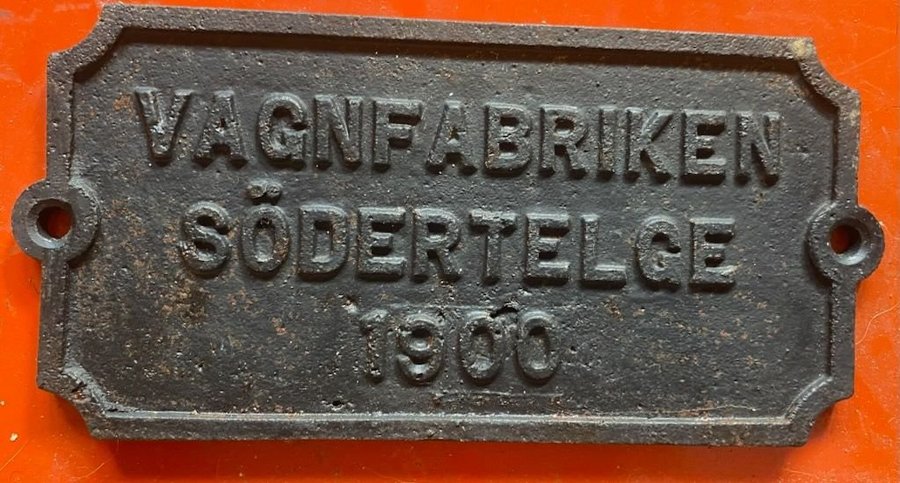 VAGNFABRIKEN
SÖDERTELGE
1900